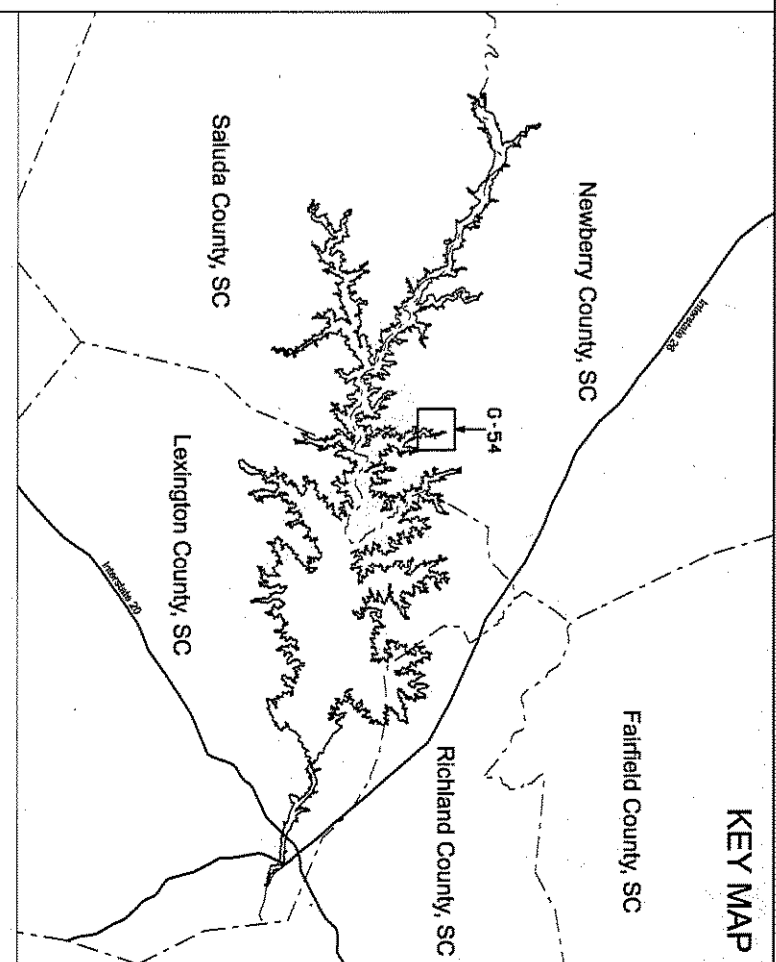 KEY MAP
Fairfield County, SC
Newberry County, SC
Interstate 26
G-54
Richland County, SC
Saluda County, SC
Lexington County, SC
Interstate 20